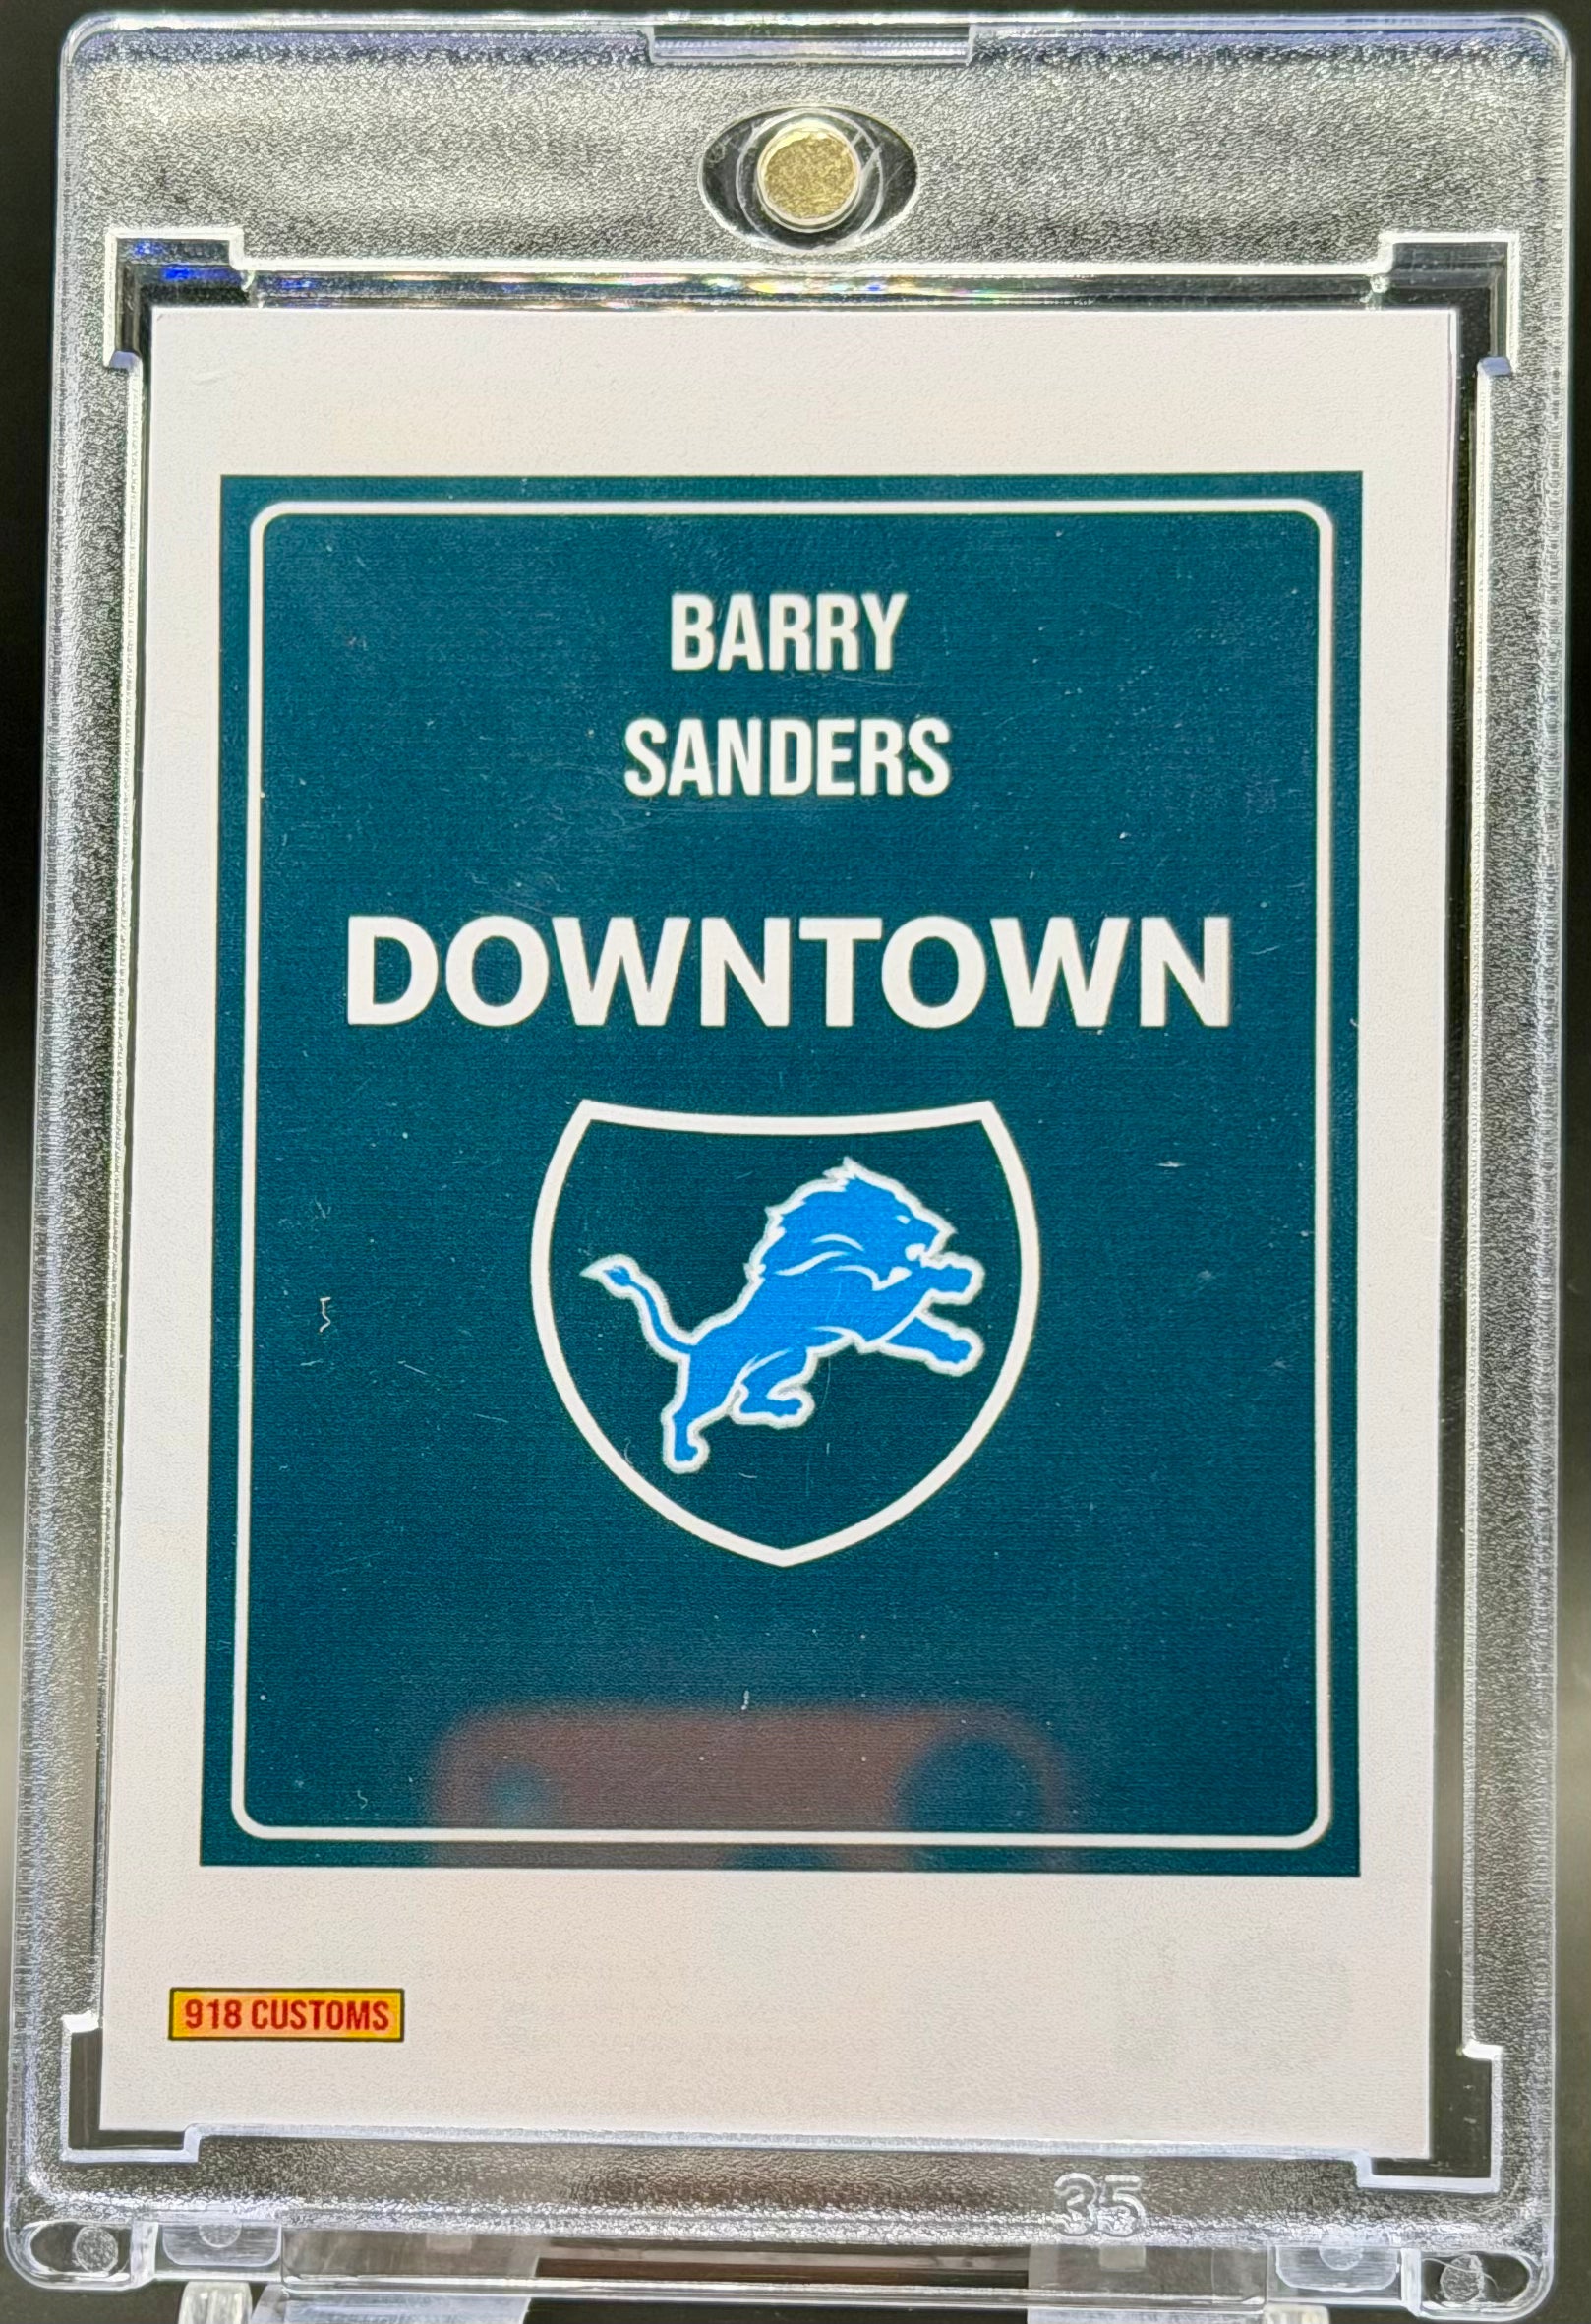 BARRY
SANDERS
DOWNTOWN
918 CUSTOMS
35